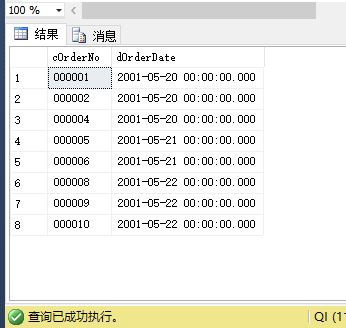 100 %
结果 消息
cOrderNo dOrderDate
1 000001 2001-05-20 00:00:00.000
2 000002 2001-05-20 00:00:00.000
3 000004 2001-05-20 00:00:00.000
4 000005 2001-05-21 00:00:00.000
5 000006 2001-05-21 00:00:00.000
6 000008 2001-05-22 00:00:00.000
7 000009 2001-05-22 00:00:00.000
8 000010 2001-05-22 00:00:00.000
查询已成功执行。 QI (11